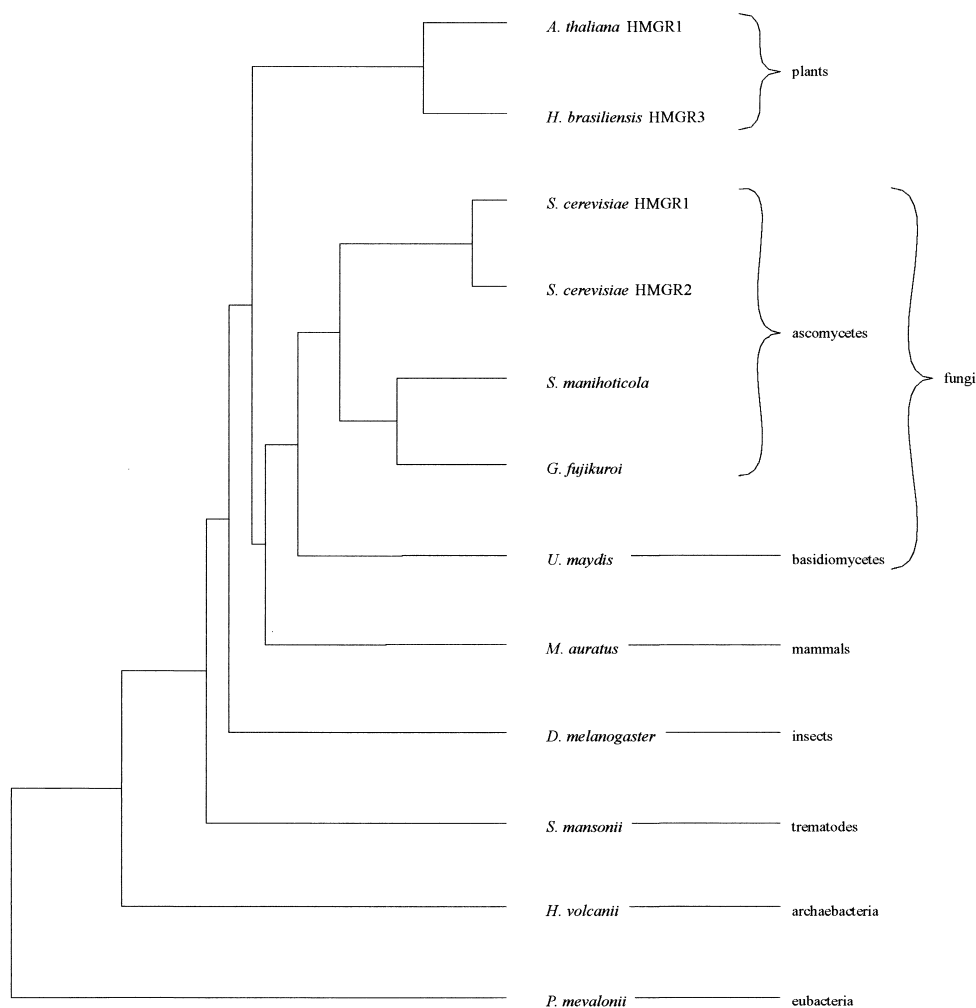 A. thaliana HMGR1
plants
H. brasiliensis HMGR3
S. cerevisiae HMGR1
S. cerevisiae HMGR2
ascomycetes
fungi
S. manihoticola
G. fujikuroi
U. maydis
basidiomycetes
M. auratus
mammals
D. melanogaster
insects
S. mansonii
trematodes
H. volcanii
archaebacteria
P. mevalonii
eubacteria